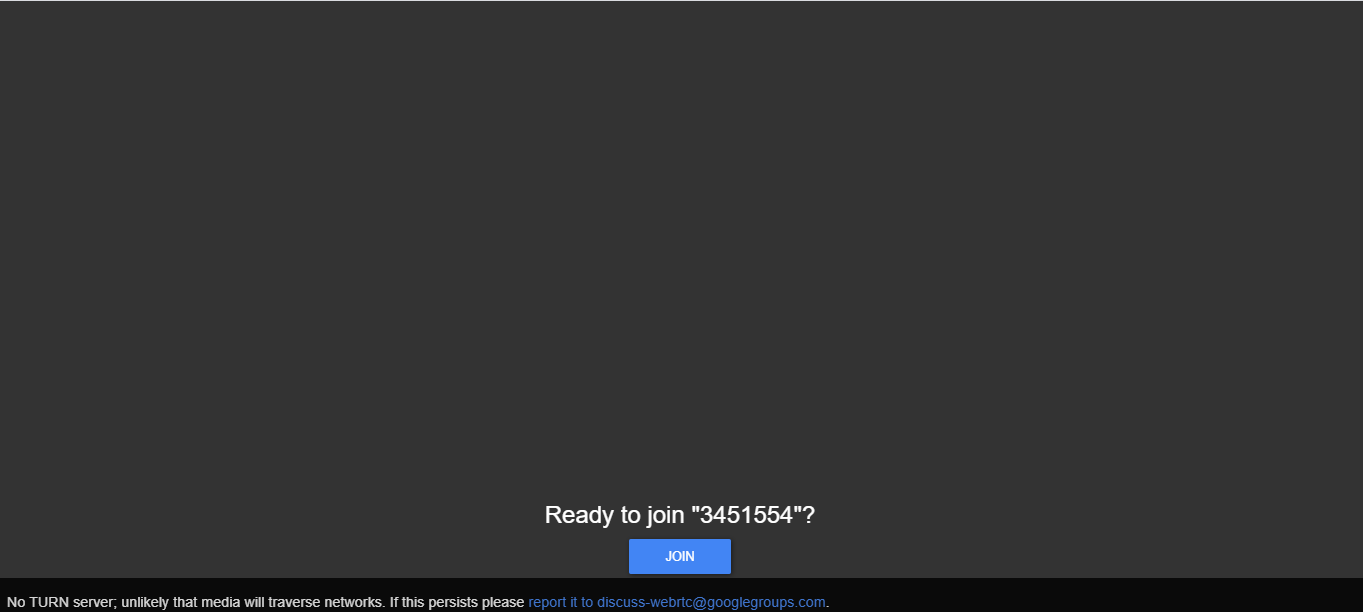 Ready to join "3451554"?
JOIN
No TURN server; unlikely that media will traverse networks. If this persists please report it to discuss-webrtc@googlegroups.com.